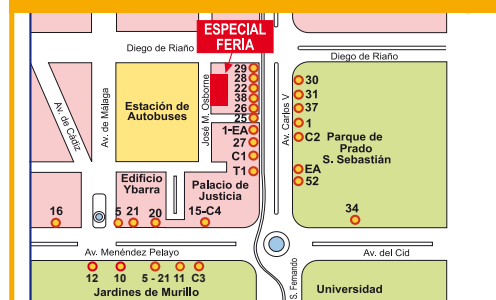 ESPECIAL
FERÍA
Diego de Riaño
Diego de Riaño
29
28
22
38
26
25
1-EA
27
C1
T1
30
31
37
1
C2
EA
52
Av. de Cádiz
Av. de Málaga
Estación de
Autobuses
José M. Osborne
Av. Carlos V
Parque de
Prado
S. Sebastián
Edificio
Ybarra
Palacio de
Justicia
16
5
21
20
15-C4
34
Av. Menéndez Pelayo
Av. del Cid
12
10
5 - 21
11
C3
Jardines de Murillo
S. Fernando
Universidad